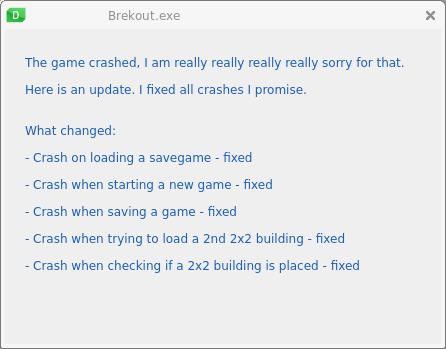 D
Brekout.exe
The game crashed, I am really really really really sorry for that.
Here is an update. I fixed all crashes I promise.
What changed:
- Crash on loading a savegame - fixed
- Crash when starting a new game - fixed
- Crash when saving a game - fixed
- Crash when trying to load a 2nd 2x2 building - fixed
- Crash when checking if a 2x2 building is placed - fixed